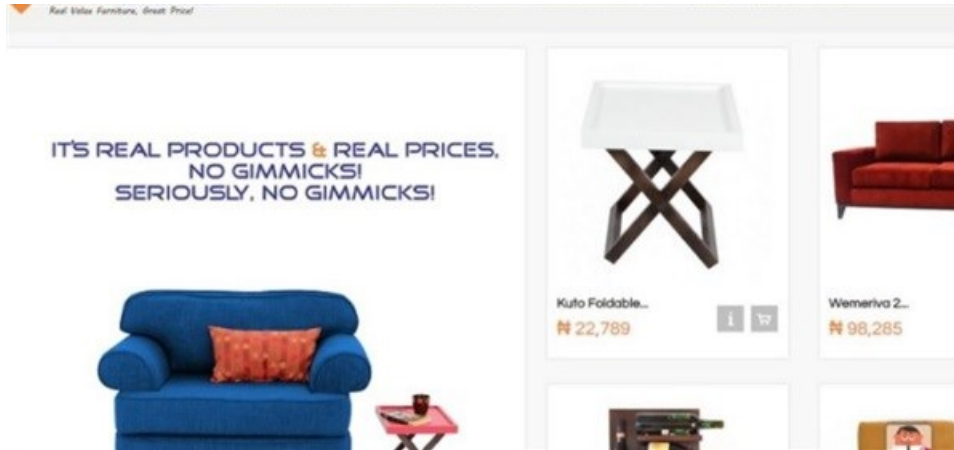 Real Value Furniture, Great Price!
IT'S REAL PRODUCTS & REAL PRICES,
NO GIMMICKS!
SERIOUSLY, NO GIMMICKS!
Kuto Foldable...
₦ 22,789
i
Wemeriva 2...
₦ 98,285